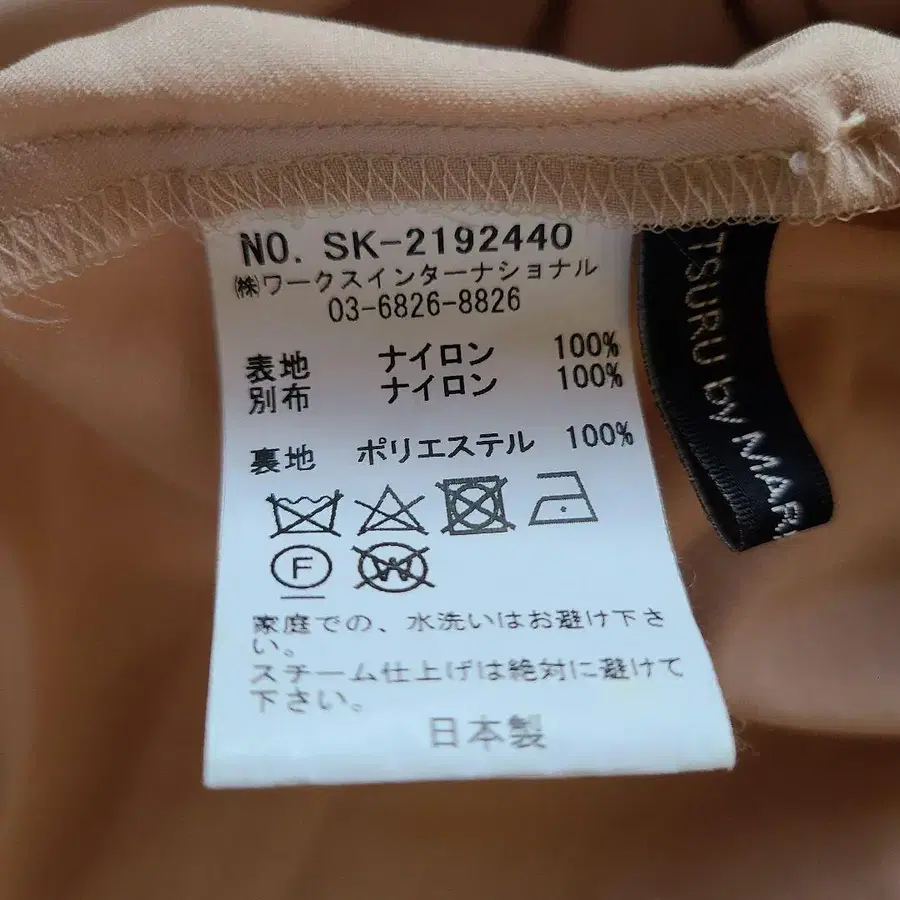 NO. SK-2192440
㈱ワークスインターナショナル
03-6826-8826
表地 ナイロン 100%
別布 ナイロン 100%
裏地 ポリエステル 100%
F
W
家庭での、水洗いはお避け下さ
い。
スチーム仕上げは絶対に避けて
下さい。
日本製
TSURU by MAR